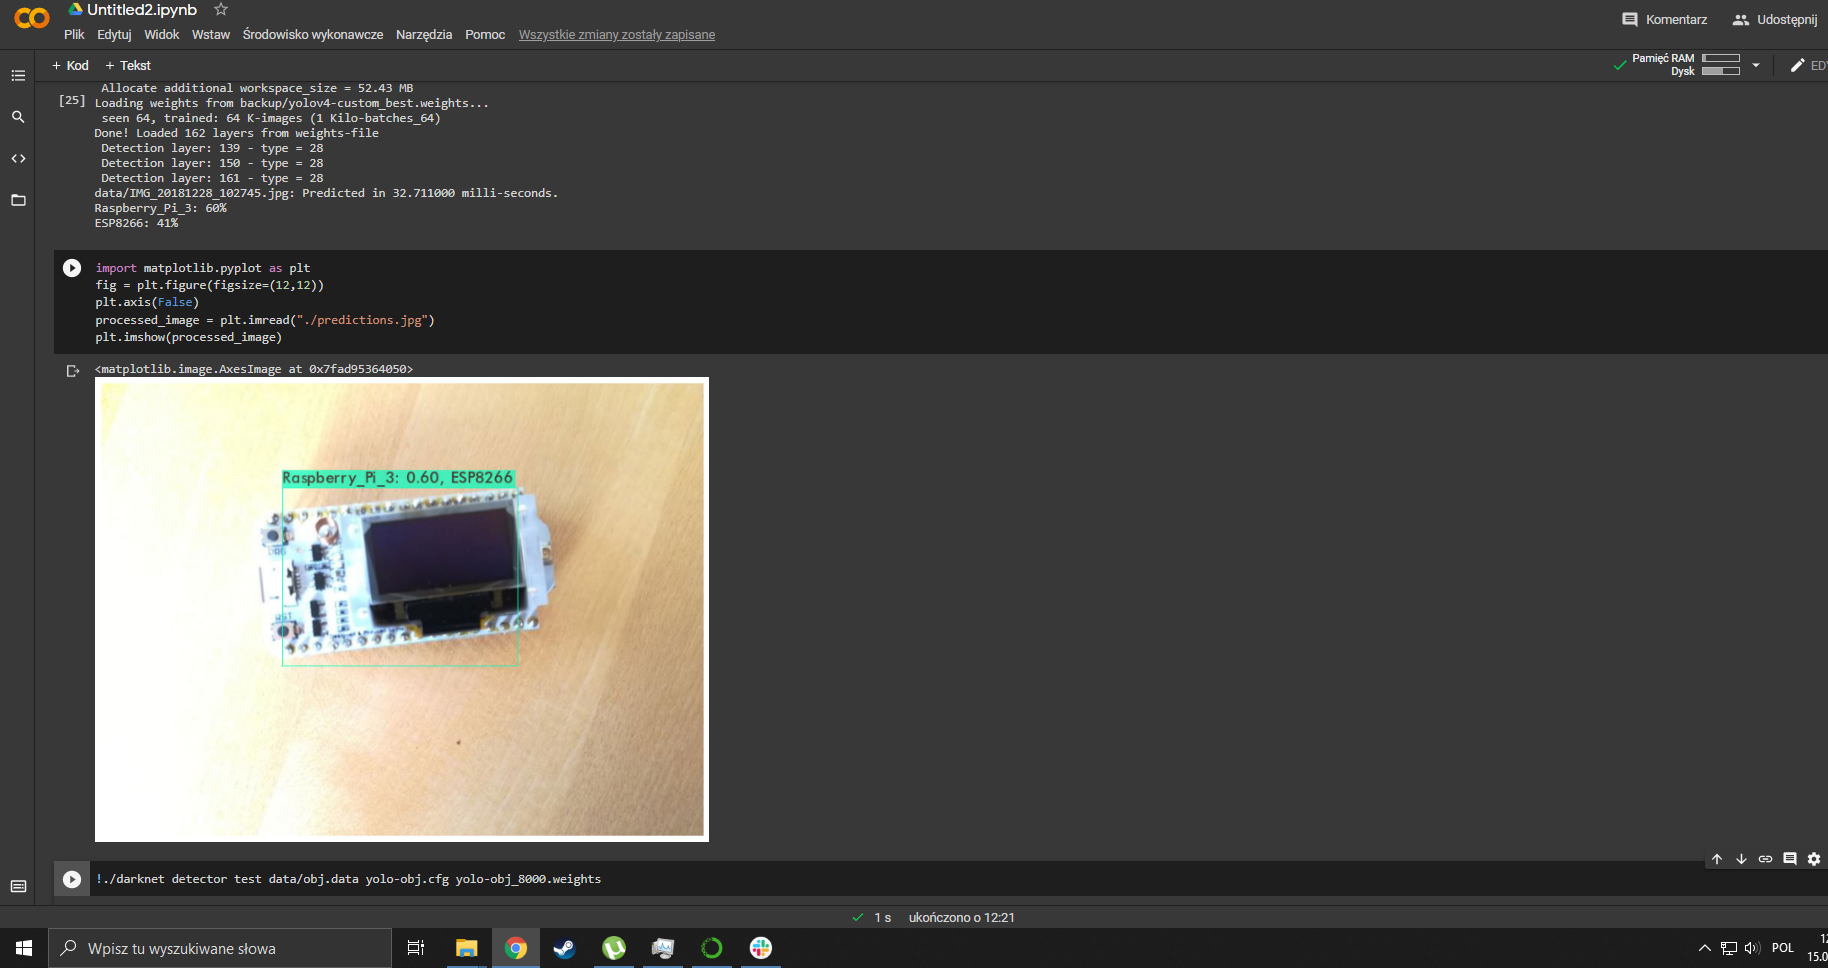 Untitled2.ipynb
Plik Edytuj Widok Wstaw Środowisko wykonawcze Narzędzia Pomoc Wszystkie zmiany zostały zapisane
Komentarz Udostępnij
+ Kod + Tekst
Pamięć RAM
Dysk
Allocate additional workspace_size = 52.43 MB
[25] Loading weights from backup/yolov4-custom_best.weights...
seen 64, trained: 64 K-images (1 Kilo-batches_64)
Done! Loaded 162 layers from weights-file
Detection layer: 139 - type = 28
Detection layer: 150 - type = 28
Detection layer: 161 - type = 28
data/IMG_20181228_102745.jpg: Predicted in 32.711000 milli-seconds.
Raspberry_Pi_3: 60%
ESP8266: 41%
import matplotlib.pyplot as plt
fig = plt.figure(figsize=(12,12))
plt.axis(False)
processed_image = plt.imread("./predictions.jpg")
plt.imshow(processed_image)
<matplotlib.image.AxesImage at 0x7fad95364050>
Raspberry_Pi_3: 0.60, ESP8266
RST
!./darknet detector test data/obj.data yolo-obj.cfg yolo-obj_8000.weights
1 s ukończono o 12:21
Wpisz tu wyszukiwane słowa
POL